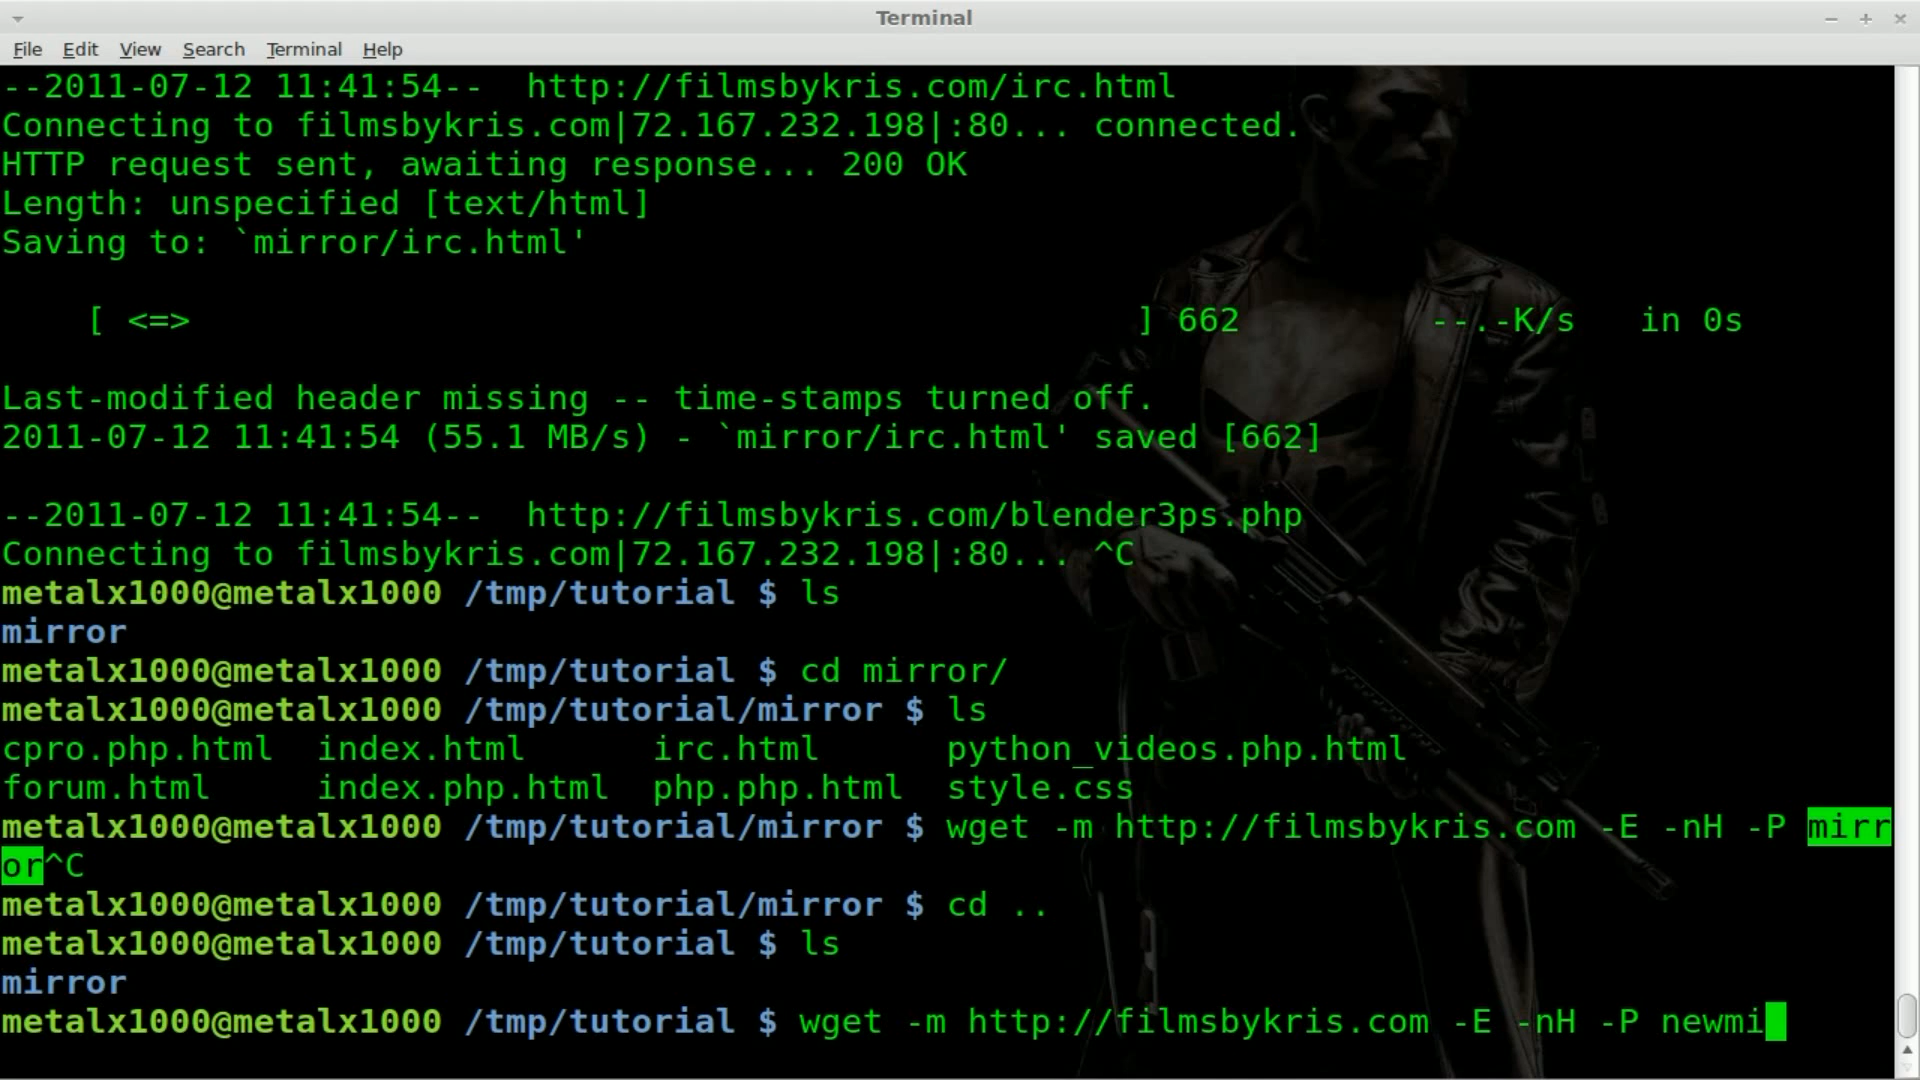 Terminal
File Edit View Search Terminal Help
--2011-07-12 11:41:54--  http://filmsbykris.com/irc.html
Connecting to filmsbykris.com|72.167.232.198|:80... connected.
HTTP request sent, awaiting response... 200 OK
Length: unspecified [text/html]
Saving to: `mirror/irc.html'
[ <=> ] 662 --.-K/s in 0s
Last-modified header missing -- time-stamps turned off.
2011-07-12 11:41:54 (55.1 MB/s) - `mirror/irc.html' saved [662]
--2011-07-12 11:41:54--  http://filmsbykris.com/blender3ps.php
Connecting to filmsbykris.com|72.167.232.198|:80... ^C
metalx1000@metalx1000 /tmp/tutorial $ ls
mirror
metalx1000@metalx1000 /tmp/tutorial $ cd mirror/
metalx1000@metalx1000 /tmp/tutorial/mirror $ ls
cpro.php.html  index.html      irc.html      python_videos.php.html
forum.html     index.php.html  php.php.html  style.css
metalx1000@metalx1000 /tmp/tutorial/mirror $ wget -m http://filmsbykris.com -E -nH -P mirr
or^C
metalx1000@metalx1000 /tmp/tutorial/mirror $ cd ..
metalx1000@metalx1000 /tmp/tutorial $ ls
mirror
metalx1000@metalx1000 /tmp/tutorial $ wget -m http://filmsbykris.com -E -nH -P newmi